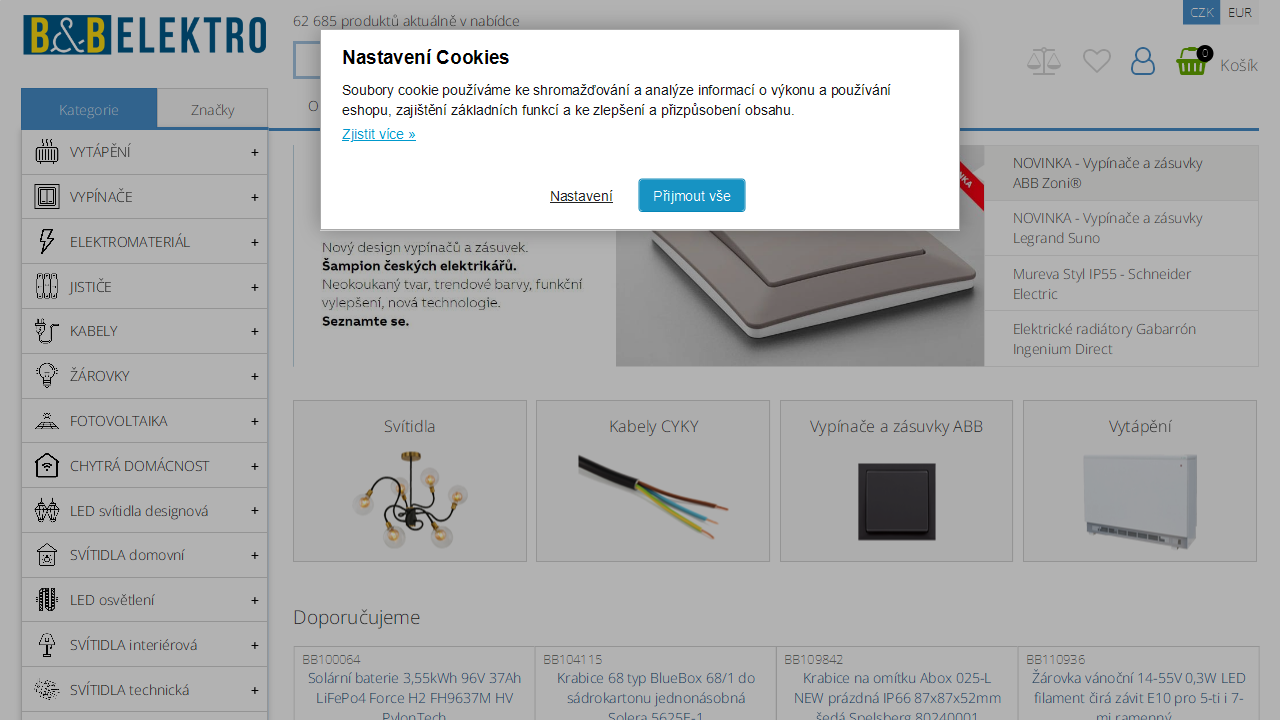 B&B ELEKTRO
62 685 produktů aktuálně v nabídce
CZK EUR
0
Košík
Nastavení Cookies
Soubory cookie používáme ke shromažďování a analýze informací o výkonu a používání
eshopu, zajištění základních funkcí a ke zlepšení a přizpůsobení obsahu.
Zjistit více »
Nastavení
Přijmout vše
Kategorie
Značky
O
VYTÁPĚNÍ +
VYPÍNAČE +
ELEKTROMATERIÁL +
JISTIČE +
KABELY +
ŽÁROVKY +
FOTOVOLTAIKA +
CHYTRÁ DOMÁCNOST +
LED svítidla designová +
SVÍTIDLA domovní +
LED osvětlení +
SVÍTIDLA interiérová +
SVÍTIDLA technická +
Nový design vypínačů a zásuvek.
Šampion českých elektrikářů.
Neokoukaný tvar, trendové barvy, funkční
vylepšení, nová technologie.
Seznamte se.
NOVINKA - Vypínače a zásuvky
ABB Zoni®
NOVINKA - Vypínače a zásuvky
Legrand Suno
Mureva Styl IP55 - Schneider
Electric
Elektrické radiátory Gabarrón
Ingenium Direct
Svítidla
Kabely CYKY
Vypínače a zásuvky ABB
Vytápění
Doporučujeme
BB100064
Solární baterie 3,55kWh 96V 37Ah
LiFePo4 Force H2 FH9637M HV
PylonTech
BB104115
Krabice 68 typ BlueBox 68/1 do
sádrokartonu jednonásobná
Solera 5625E-1
BB109842
Krabice na omítku Abox 025-L
NEW prázdná IP66 87x87x52mm
šedá Spelsberg 80240001
BB110936
Žárovka vánoční 14-55V 0,3W LED
filament čirá závit E10 pro 5-ti i 7-
mi ramenný